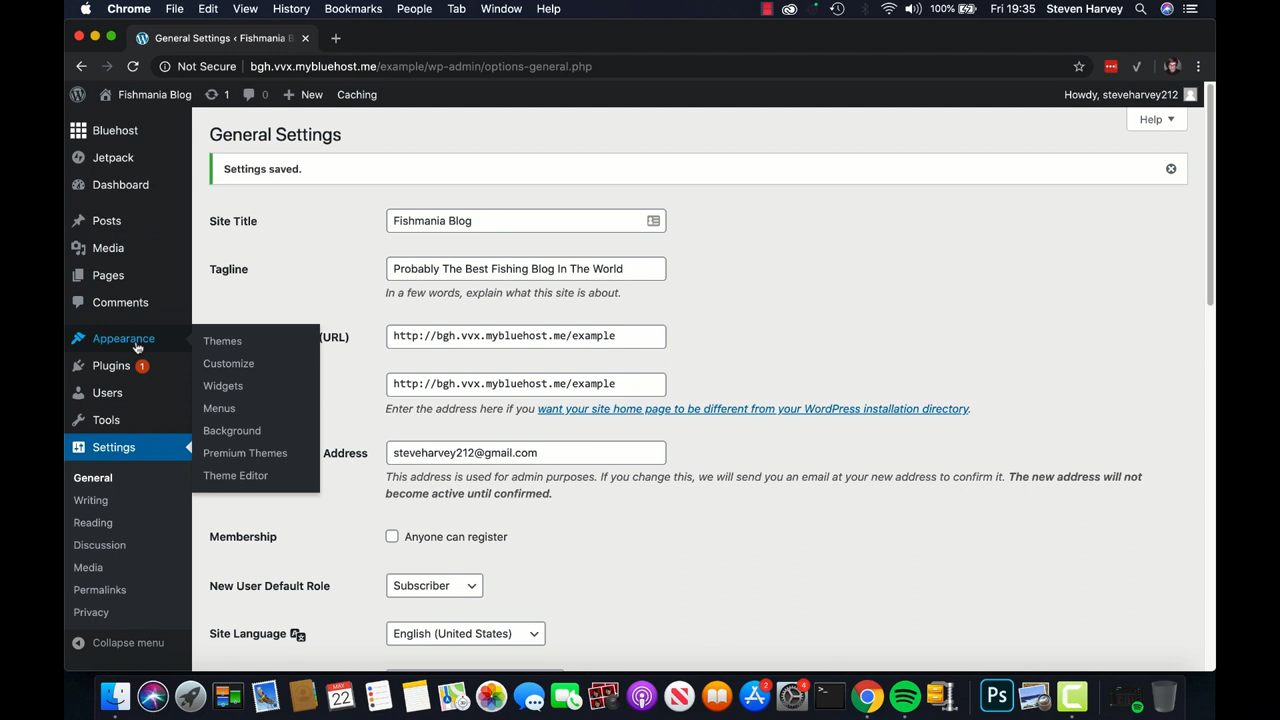 Chrome File Edit View History Bookmarks People Tab Window Help 100% Fri 19:35 Steven Harvey
General Settings ‹ Fishmania B
Not Secure bgh.vvx.mybluehost.me/example/wp-admin/options-general.php
Fishmania Blog 1 0 New Caching Howdy, steveharvey212
Help
Bluehost
Jetpack
Dashboard
Posts
Media
Pages
Comments
Appearance
Plugins 1
Users
Tools
Settings
General
Writing
Reading
Discussion
Media
Permalinks
Privacy
Collapse menu
Themes
Customize
Widgets
Menus
Background
Premium Themes
Theme Editor
General Settings
Settings saved.
Site Title Fishmania Blog
Tagline Probably The Best Fishing Blog In The World
In a few words, explain what this site is about.
(URL) http://bgh.vvx.mybluehost.me/example
http://bgh.vvx.mybluehost.me/example
Enter the address here if you want your site home page to be different from your WordPress installation directory.
Address steveharvey212@gmail.com
This address is used for admin purposes. If you change this, we will send you an email at your new address to confirm it. The new address will not
become active until confirmed.
Membership Anyone can register
New User Default Role Subscriber
Site Language English (United States)
MAY
22
2
4
Ps